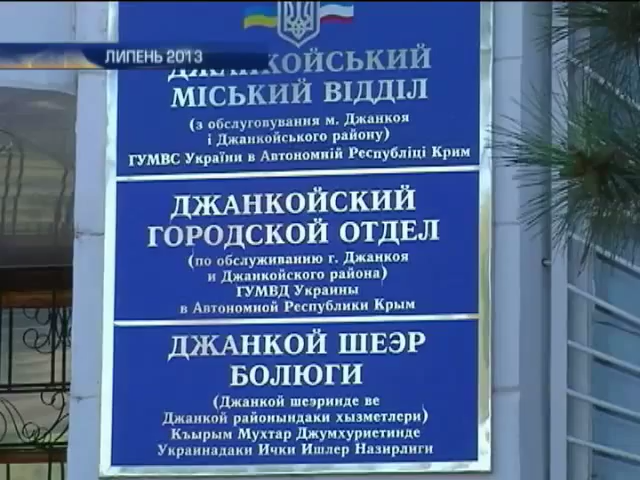 ЛИПЕНЬ 2013
ДЖАНКОЙСЬКИЙ
МІСЬКИЙ ВІДДІЛ
(з обслуговування м. Джанкоя
і Джанкойського району)
ГУМВС України в Автономній Республіці Крим
ДЖАНКОЙСКИЙ
ГОРОДСКОЙ ОТДЕЛ
(по обслуживанию г. Джанкоя
и Джанкойского района)
ГУМВД Украины
в Автономной Республики Крым
ДЖАНКОЙ ШЕЭР
БОЛЮГИ
(Джанкой шеэринде ве
Джанкой районындаки хызметлери)
Къырым Мухтар Джумхуриетинде
Украинадаки Ички Ишлер Назирлиги